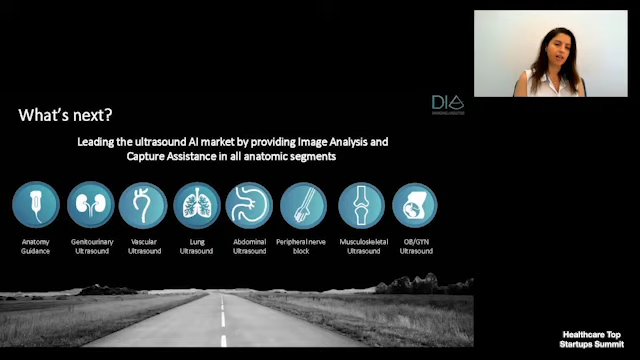 What's next?
DIA
Leading the ultrasound AI market by providing Image Analysis and
Capture Assistance in all anatomic segments
Anatomy
Guidance
Genitourinary
Ultrasound
Vascular
Ultrasound
Lung
Ultrasound
Abdominal
Ultrasound
Peripheral nerve
block
Musculoskeletal
Ultrasound
OB/GYN
Ultrasound
Healthcare Top
Startups Summit